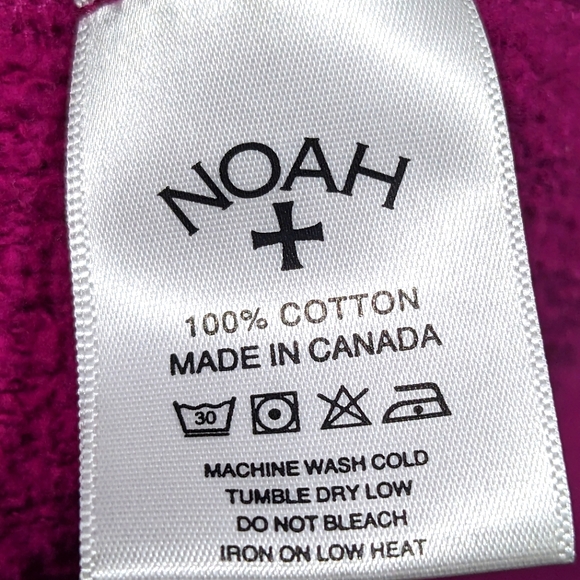 NOAH
100% COTTON
MADE IN CANADA
30
MACHINE WASH COLD
TUMBLE DRY LOW
DO NOT BLEACH
IRON ON LOW HEAT